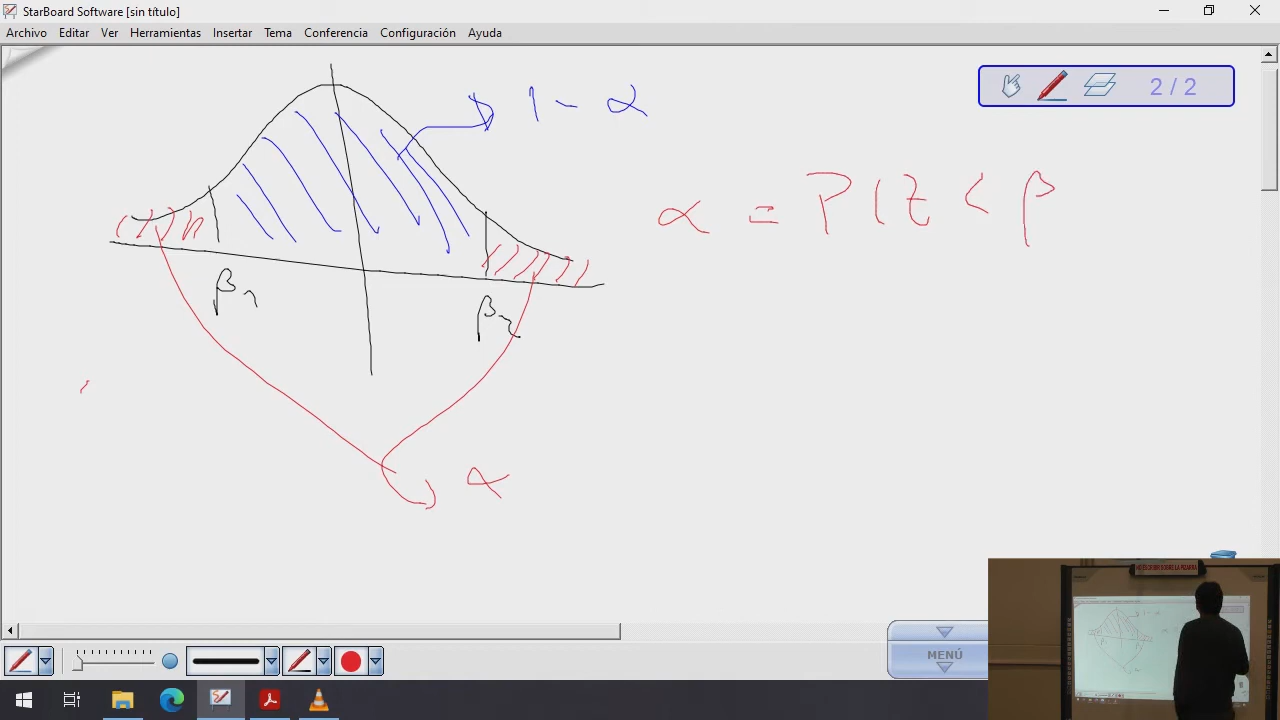 StarBoard Software [sin título]
Archivo Editar Ver Herramientas Insertar Tema Conferencia Configuración Ayuda
2 / 2
1 - α
α = P(Z < β
β1
β2
α
MENÚ